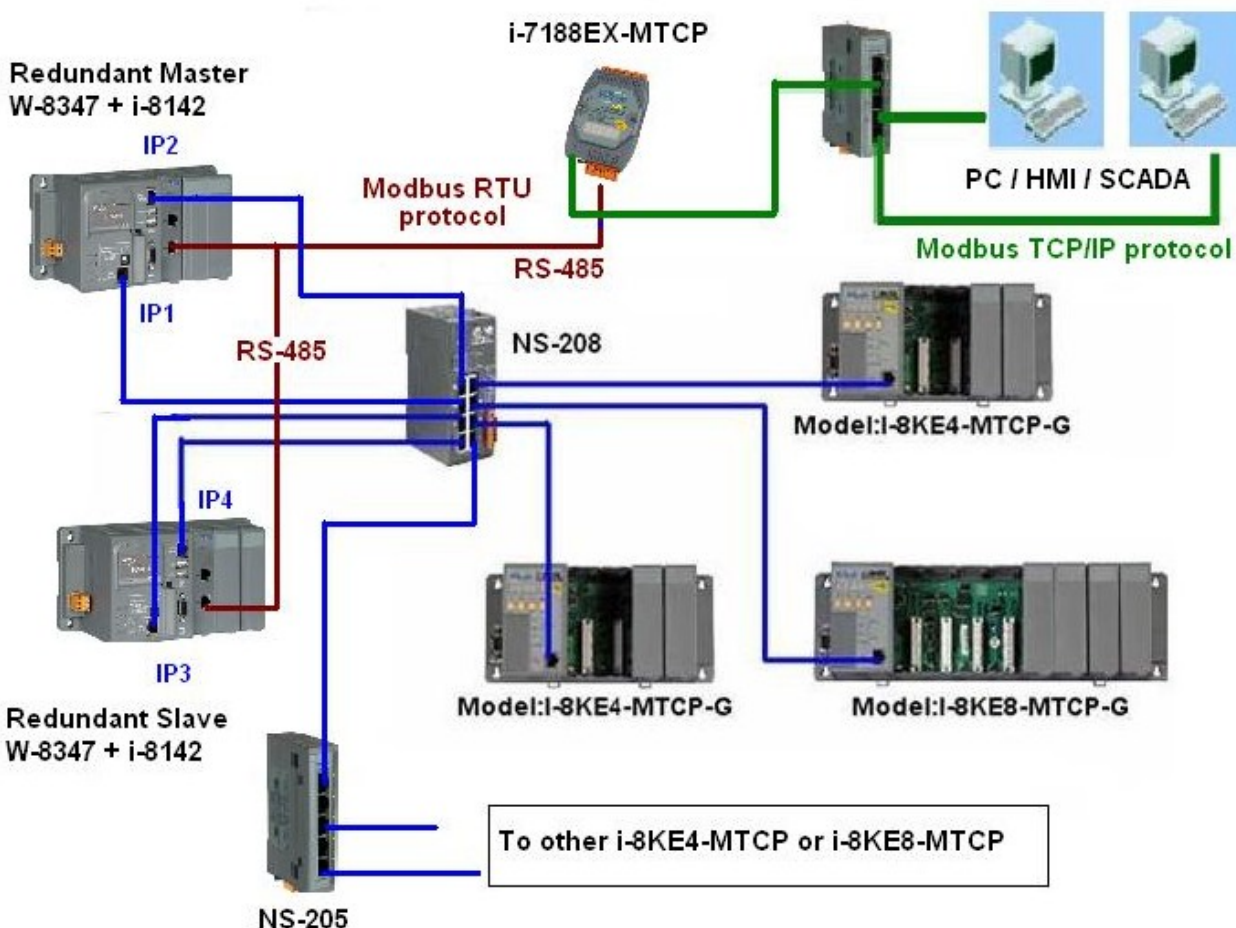 i-7188EX-MTCP
Redundant Master
W-8347 + i-8142
IP2
Modbus RTU
protocol
PC / HMI / SCADA
Modbus TCP/IP protocol
RS-485
IP1
RS-485
NS-208
Model:I-8KE4-MTCP-G
IP4
IP3
Model:I-8KE4-MTCP-G
Model:I-8KE8-MTCP-G
Redundant Slave
W-8347 + i-8142
To other i-8KE4-MTCP or i-8KE8-MTCP
NS-205